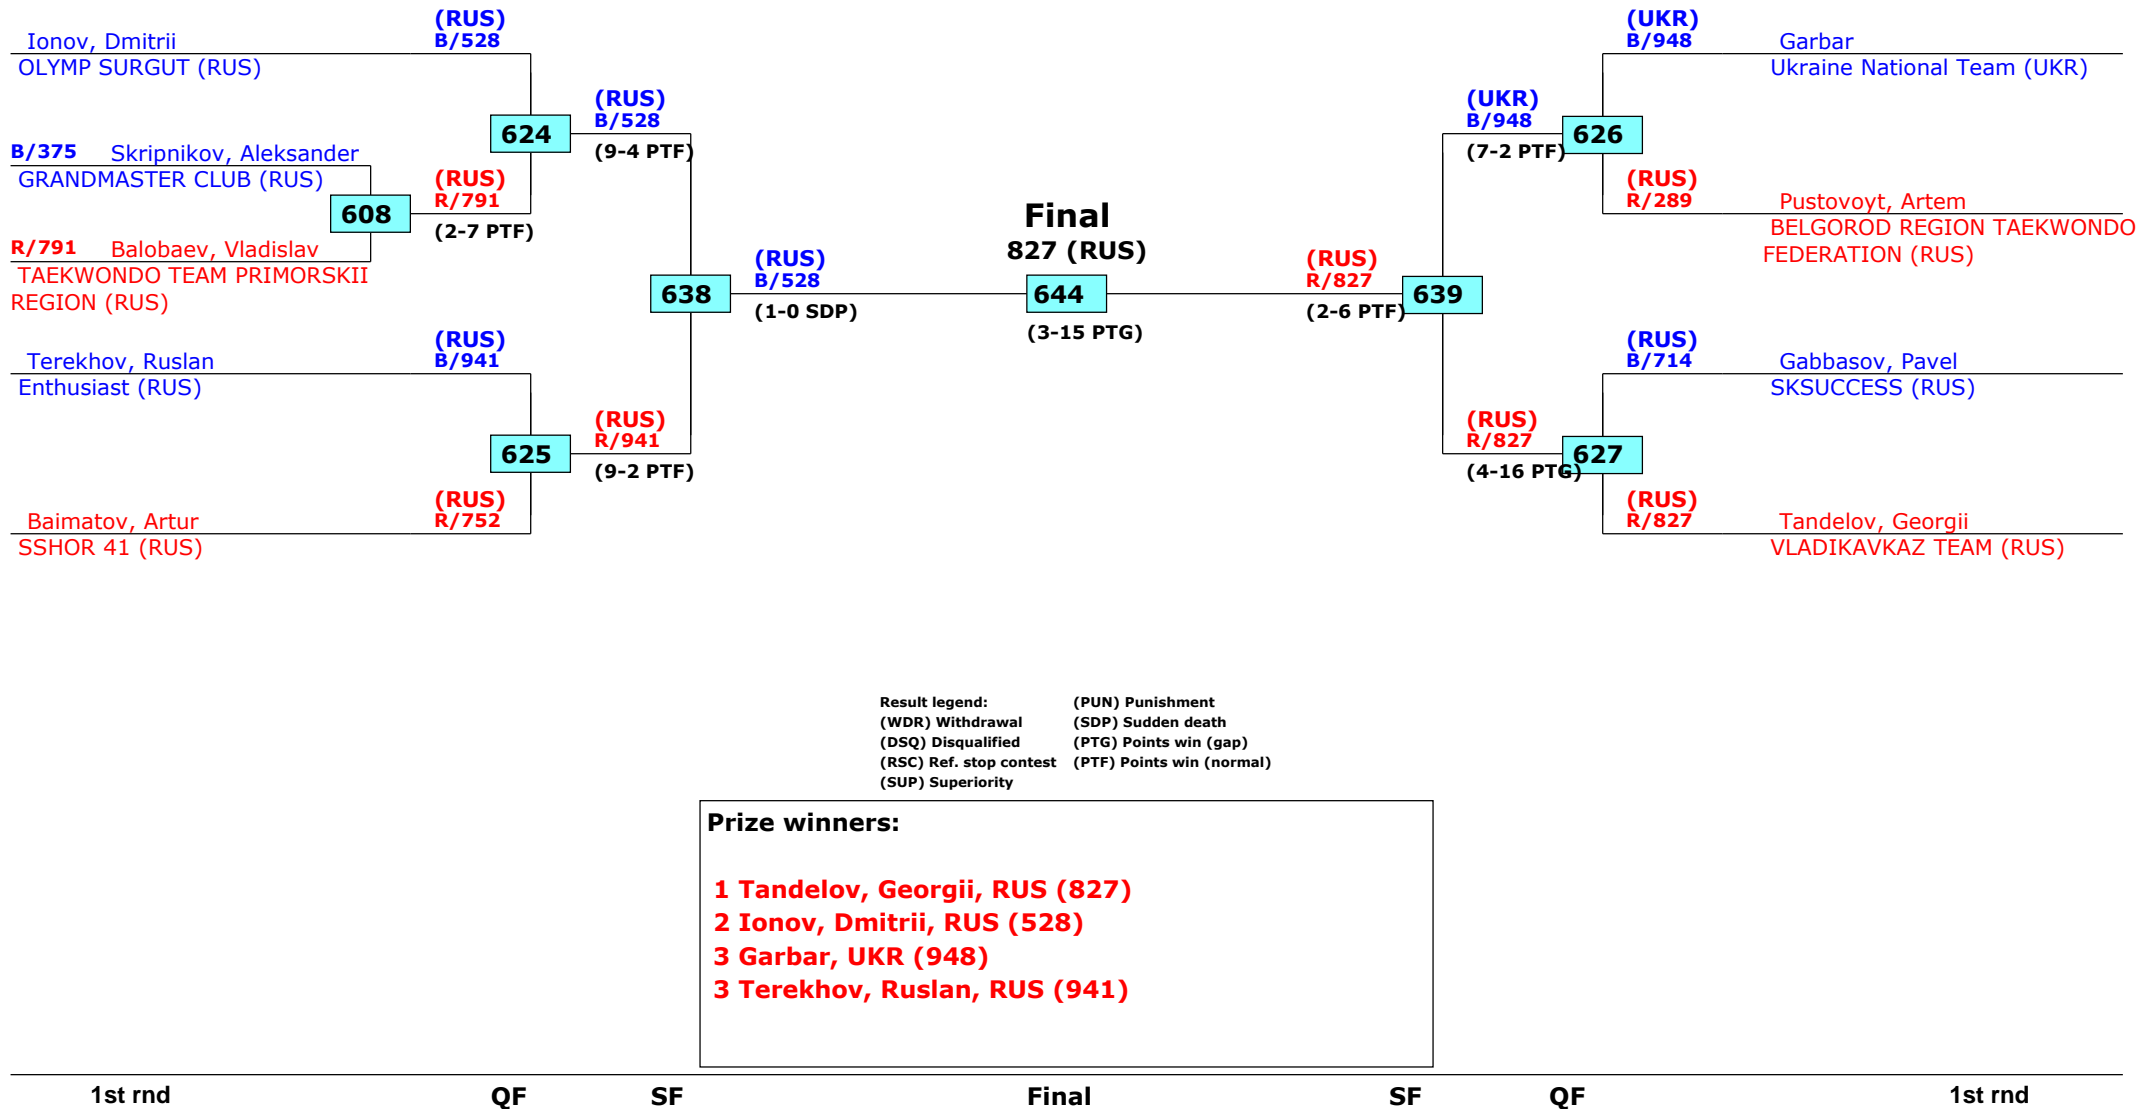 (RUS)
B/528
Ionov, Dmitrii
OLYMP SURGUT (RUS)
B/375 Skripnikov, Aleksander
GRANDMASTER CLUB (RUS)
R/791 Balobaev, Vladislav
TAEKWONDO TEAM PRIMORSKII
REGION (RUS)
608
(RUS)
R/791
(2-7 PTF)
624
(RUS)
B/528
(9-4 PTF)
(RUS)
B/941
Terekhov, Ruslan
Enthusiast (RUS)
(RUS)
R/752
Baimatov, Artur
SSHOR 41 (RUS)
625
(RUS)
R/941
(9-2 PTF)
638
(RUS)
B/528
(1-0 SDP)
Final
827 (RUS)
644
(3-15 PTG)
(RUS)
R/827
(2-6 PTF)
639
(UKR)
B/948
(7-2 PTF)
626
(UKR)
B/948
Garbar
Ukraine National Team (UKR)
(RUS)
R/289
Pustovoyt, Artem
BELGOROD REGION TAEKWONDO
FEDERATION (RUS)
(RUS)
R/827
(4-16 PTG)
627
(RUS)
B/714
Gabbasov, Pavel
SKSUCCESS (RUS)
(RUS)
R/827
Tandelov, Georgii
VLADIKAVKAZ TEAM (RUS)
Result legend: (PUN) Punishment
(WDR) Withdrawal (SDP) Sudden death
(DSQ) Disqualified (PTG) Points win (gap)
(RSC) Ref. stop contest (PTF) Points win (normal)
(SUP) Superiority
Prize winners:
1 Tandelov, Georgii, RUS (827)
2 Ionov, Dmitrii, RUS (528)
3 Garbar, UKR (948)
3 Terekhov, Ruslan, RUS (941)
1st rnd QF SF Final SF QF 1st rnd